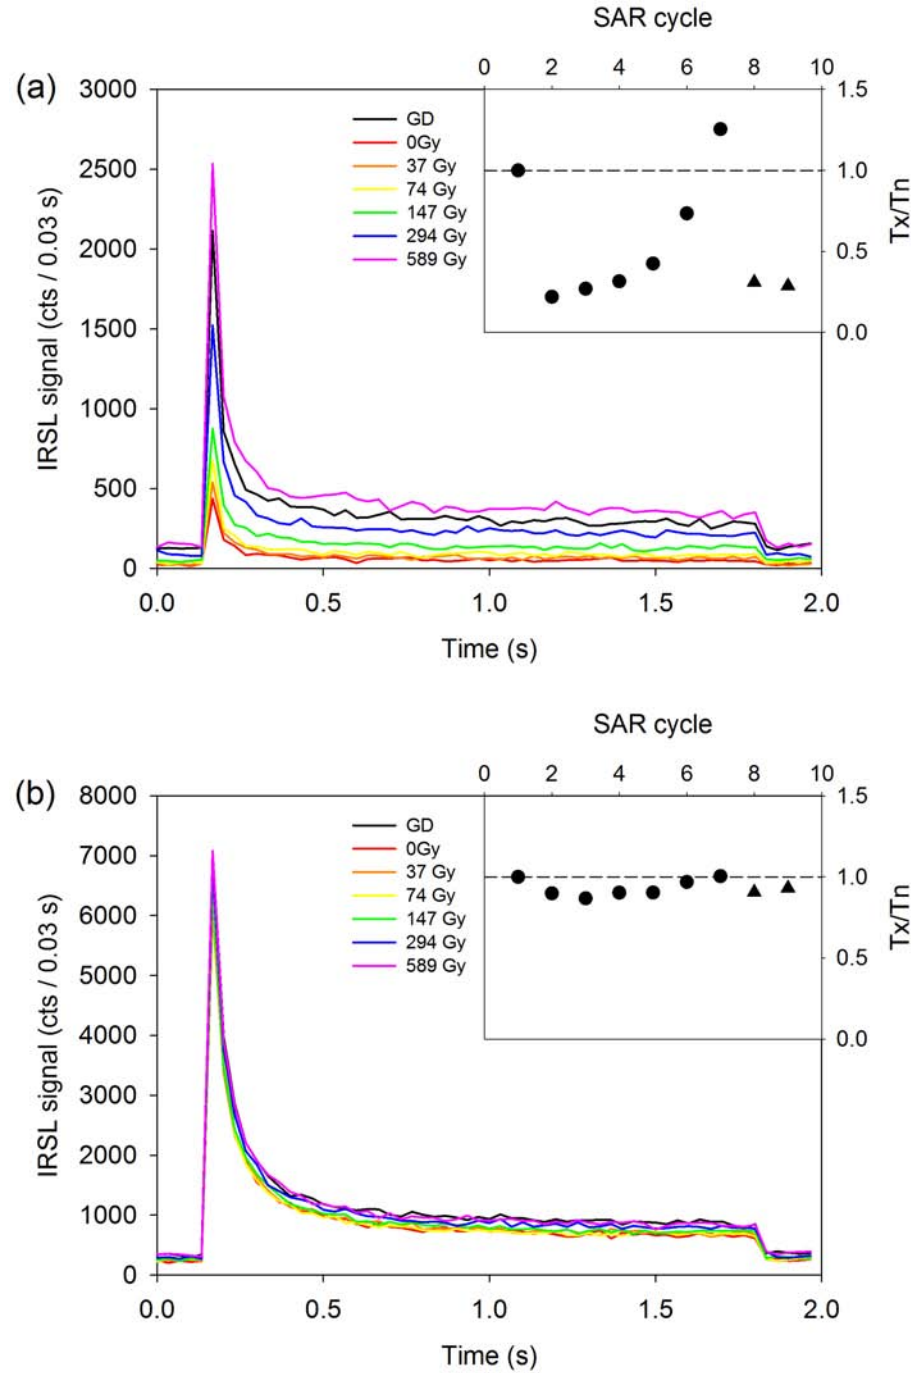 SAR cycle
(a)
0 2 4 6 8 10
3000
2500
2000
1500
1000
500
0
IRSL signal (cts / 0.03 s)
GD
0Gy
37 Gy
74 Gy
147 Gy
294 Gy
589 Gy
1.5
1.0
0.5
0.0
Tx/Tn
0.0 0.5 1.0 1.5 2.0
Time (s)
SAR cycle
(b)
0 2 4 6 8 10
8000
7000
6000
5000
4000
3000
2000
1000
0
IRSL signal (cts / 0.03 s)
GD
0Gy
37 Gy
74 Gy
147 Gy
294 Gy
589 Gy
1.5
1.0
0.5
0.0
Tx/Tn
0.0 0.5 1.0 1.5 2.0
Time (s)